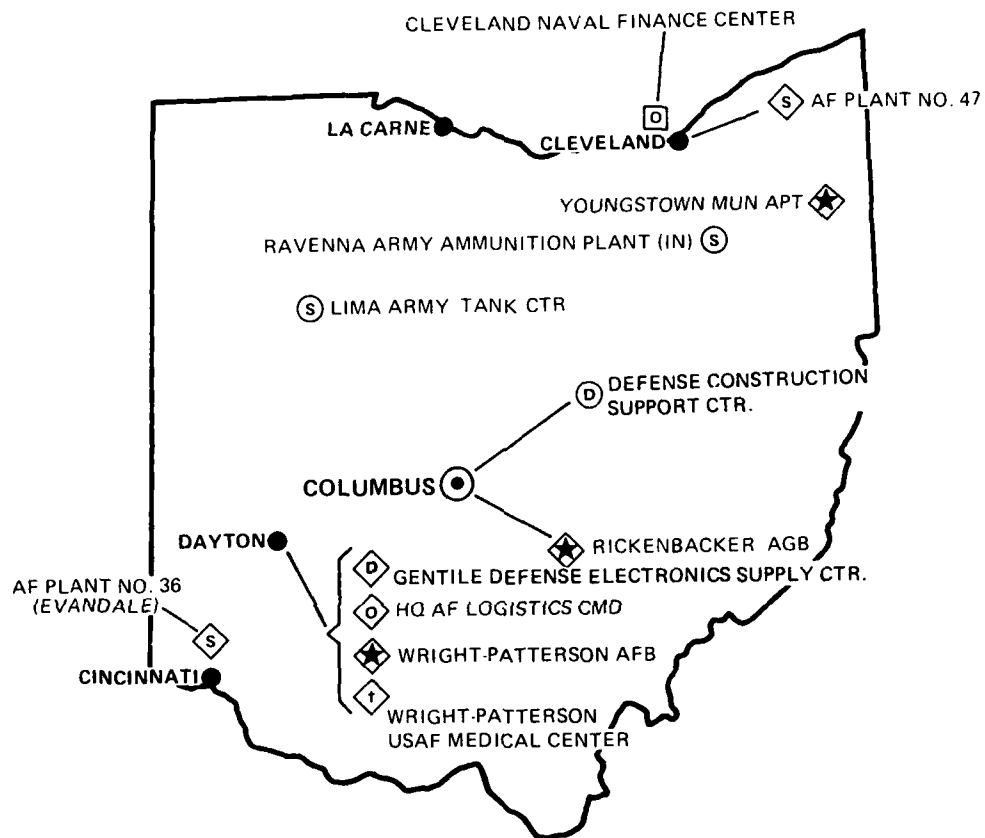 CLEVELAND NAVAL FINANCE CENTER
S
AF PLANT NO. 47
O
LA CARNE
CLEVELAND
YOUNGSTOWN MUN APT
RAVENNA ARMY AMMUNITION PLANT (IN)
S
S
LIMA ARMY TANK CTR
D
DEFENSE CONSTRUCTION
SUPPORT CTR.
COLUMBUS
DAYTON
RICKENBACKER AGB
D
GENTILE DEFENSE ELECTRONICS SUPPLY CTR.
AF PLANT NO. 36
(EVANDALE)
O
HQ AF LOGISTICS CMD
S
WRIGHT-PATTERSON AFB
CINCINNATI
†
WRIGHT-PATTERSON
USAF MEDICAL CENTER